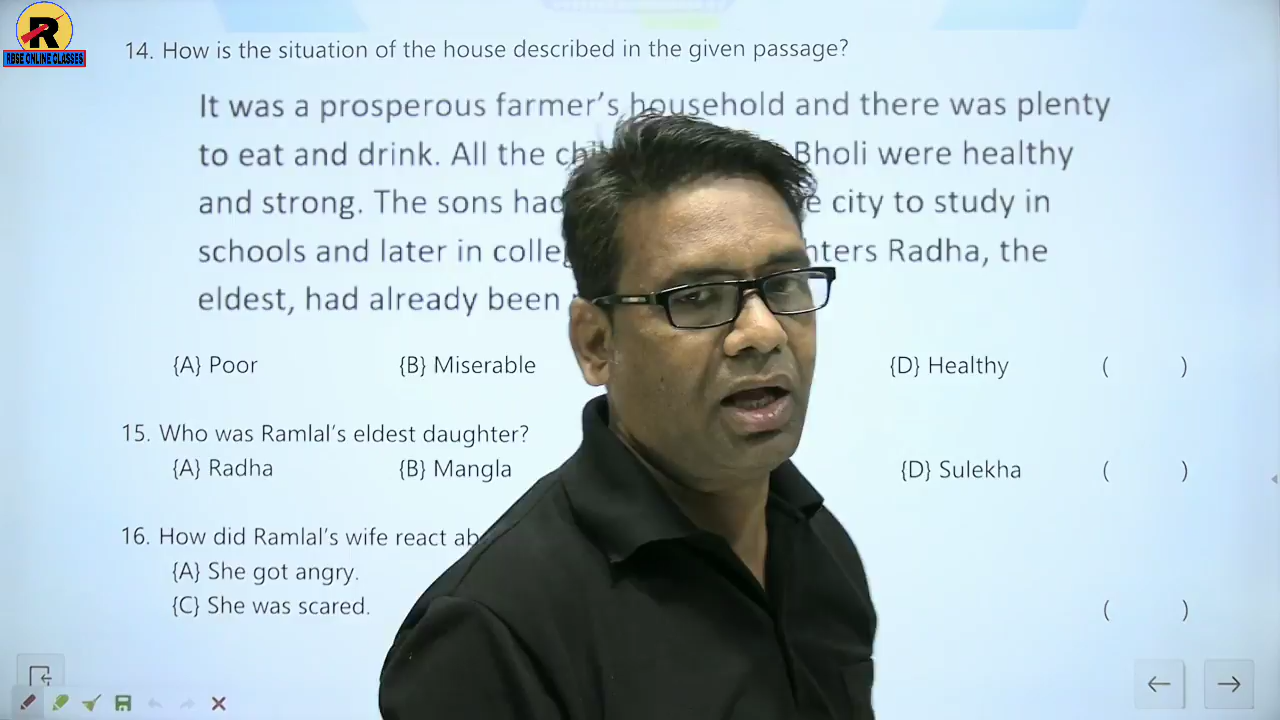 R
RBSE ONLINE CLASSES
14. How is the situation of the house described in the given passage?
It was a prosperous farmer's household and there was plenty
to eat and drink. All the Bholi were healthy
and strong. The sons had city to study in
schools and later in Radha, the
eldest, had already been
{A} Poor {B} Miserable {D} Healthy ( )
15. Who was Ramlal's eldest daughter?
{A} Radha {B} Mangla {D} Sulekha ( )
16. How did Ramlal's wife react
{A} She got angry.
{C} She was scared. ( )